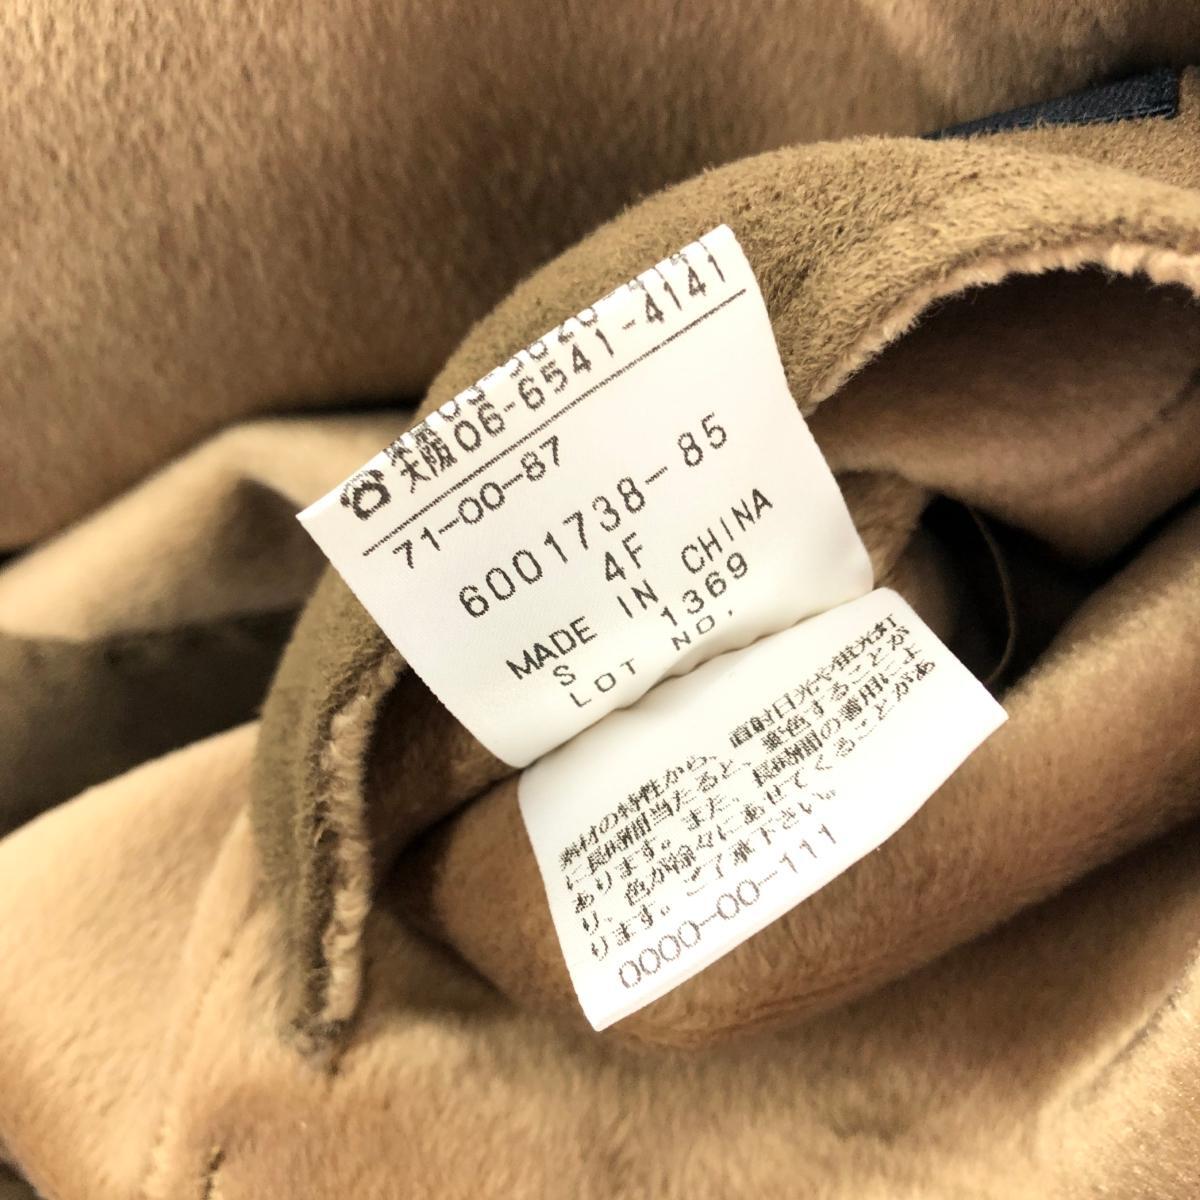 大阪06-6541-4141
71-00-87
6001738-85
4F
MADE IN CHINA
S 1369
LOT NO.
素材の特性から、直射日光や蛍光灯
に長時間当たると、変色することが
あります。また、長時間の着用によ
り、色が徐々にあせてくることがあ
ります。ご了承下さい。
0000-00-111